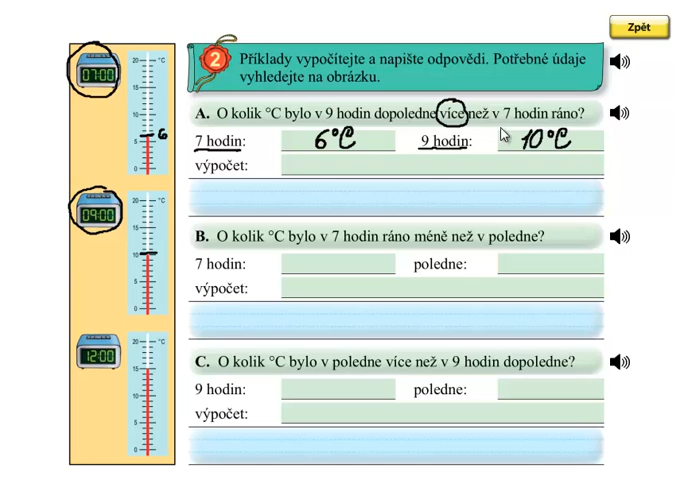 Zpět
07:00
20 °C
15
10
5 6
0
09:00
20 °C
15
10
5
0
12:00
20 °C
15
10
5
0
2 Příklady vypočítejte a napište odpovědi. Potřebné údaje
vyhledejte na obrázku.
A. O kolik °C bylo v 9 hodin dopoledne více než v 7 hodin ráno?
7 hodin: 6°C 9 hodin: 10°C
výpočet:
B. O kolik °C bylo v 7 hodin ráno méně než v poledne?
7 hodin: poledne:
výpočet:
C. O kolik °C bylo v poledne více než v 9 hodin dopoledne?
9 hodin: poledne:
výpočet: